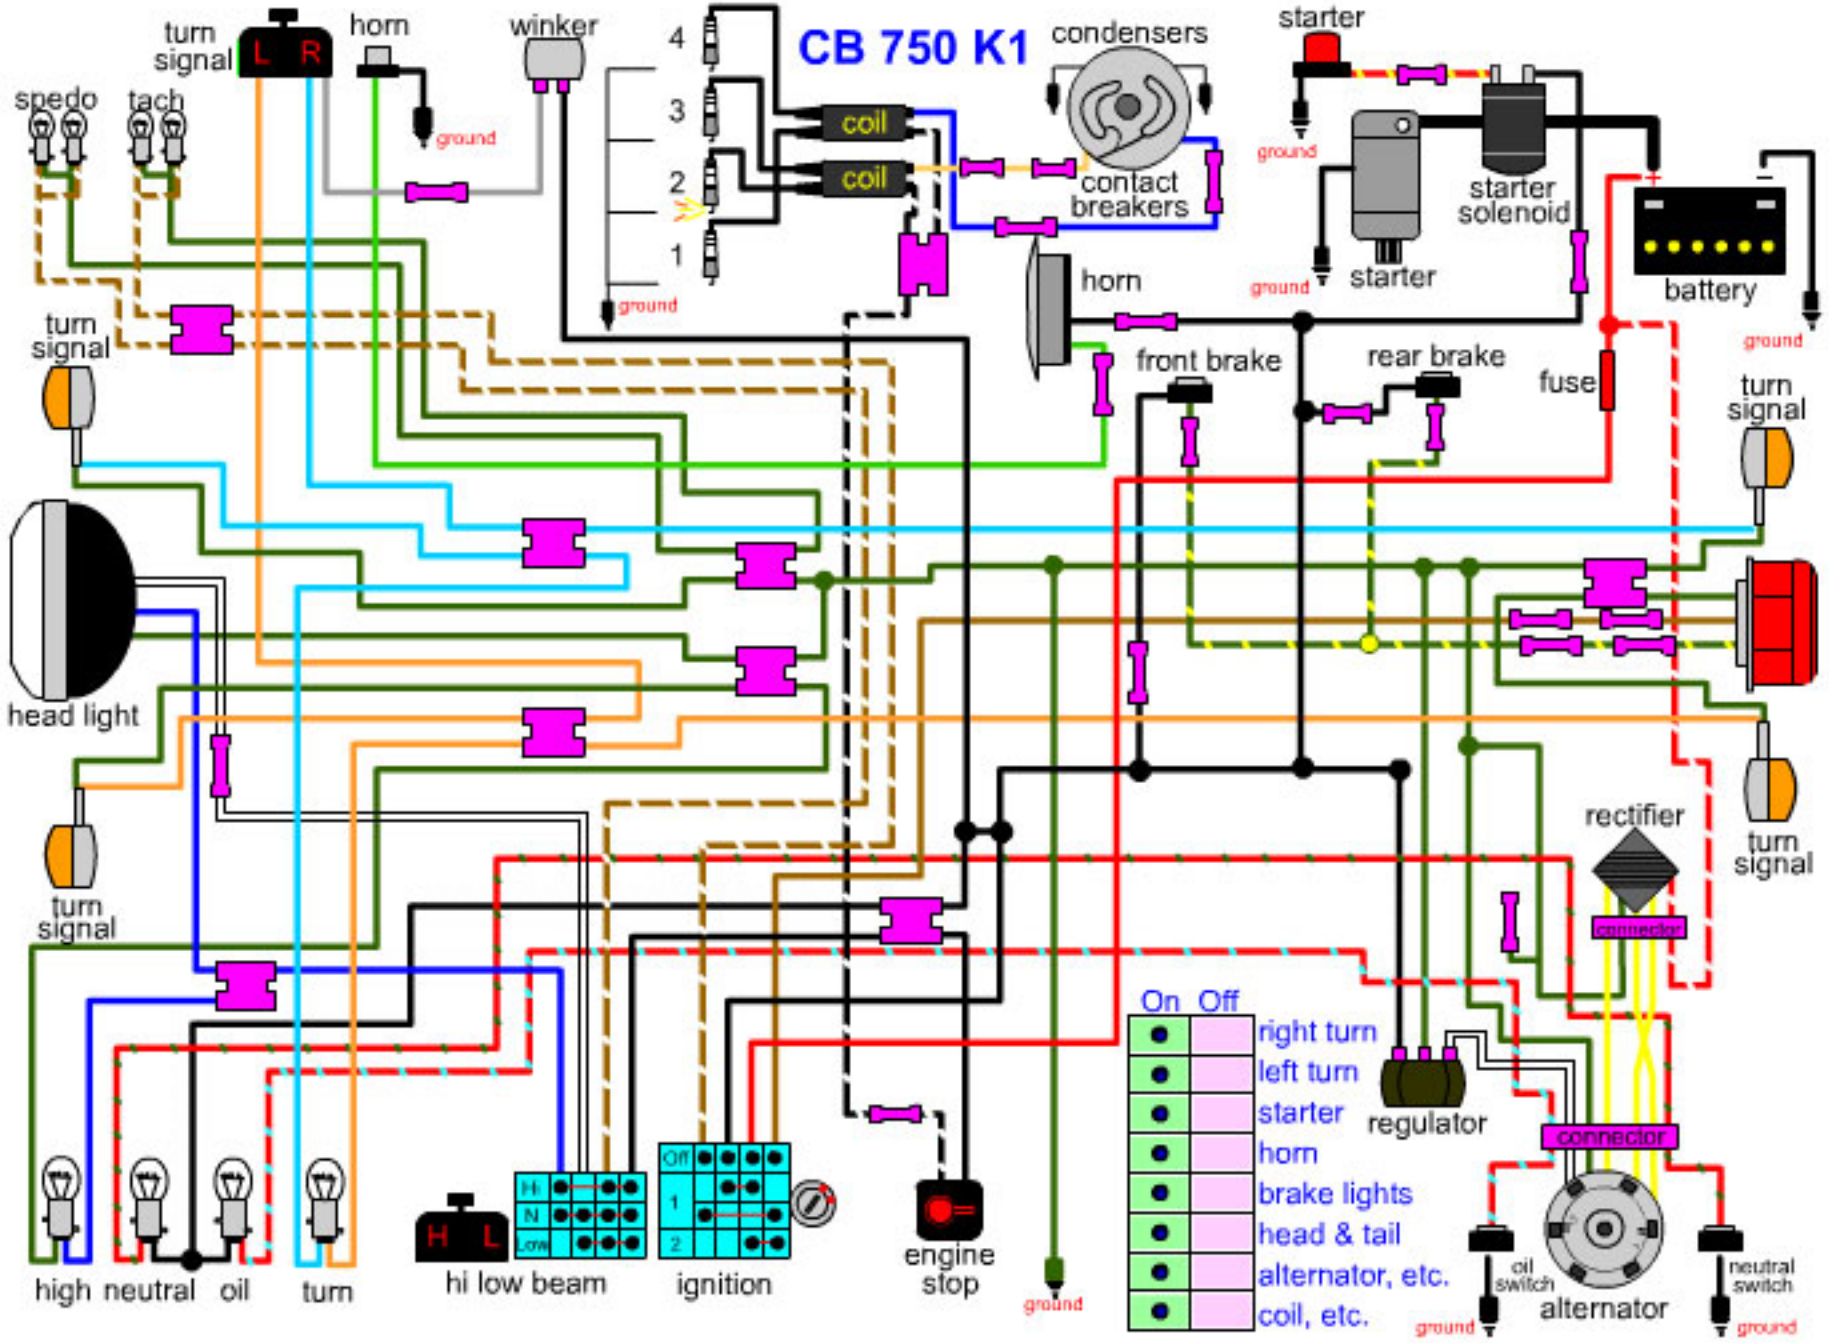 turn
signal
L R
horn
winker
4
3
2
1
CB 750 K1
condensers
starter
spedo
tach
ground
coil
coil
contact
breakers
ground
starter
solenoid
+
−
starter
battery
ground
ground
horn
ground
turn
signal
front brake
rear brake
fuse
turn
signal
head light
rectifier
connector
turn
signal
turn
signal
On Off
right turn
left turn
starter
horn
brake lights
head & tail
alternator, etc.
coil, etc.
regulator
connector
Off
1
2
Hi
N
Low
H L
high
neutral
oil
turn
hi low beam
ignition
engine
stop
ground
oil
switch
alternator
neutral
switch
ground
ground